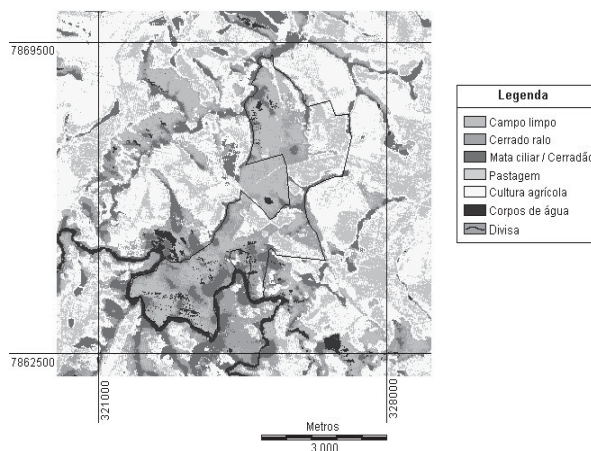 7869500
7862500
321000
328000
Metros
3.000
Legenda
Campo limpo
Cerrado ralo
Mata ciliar / Cerradão
Pastagem
Cultura agrícola
Corpos de água
Divisa